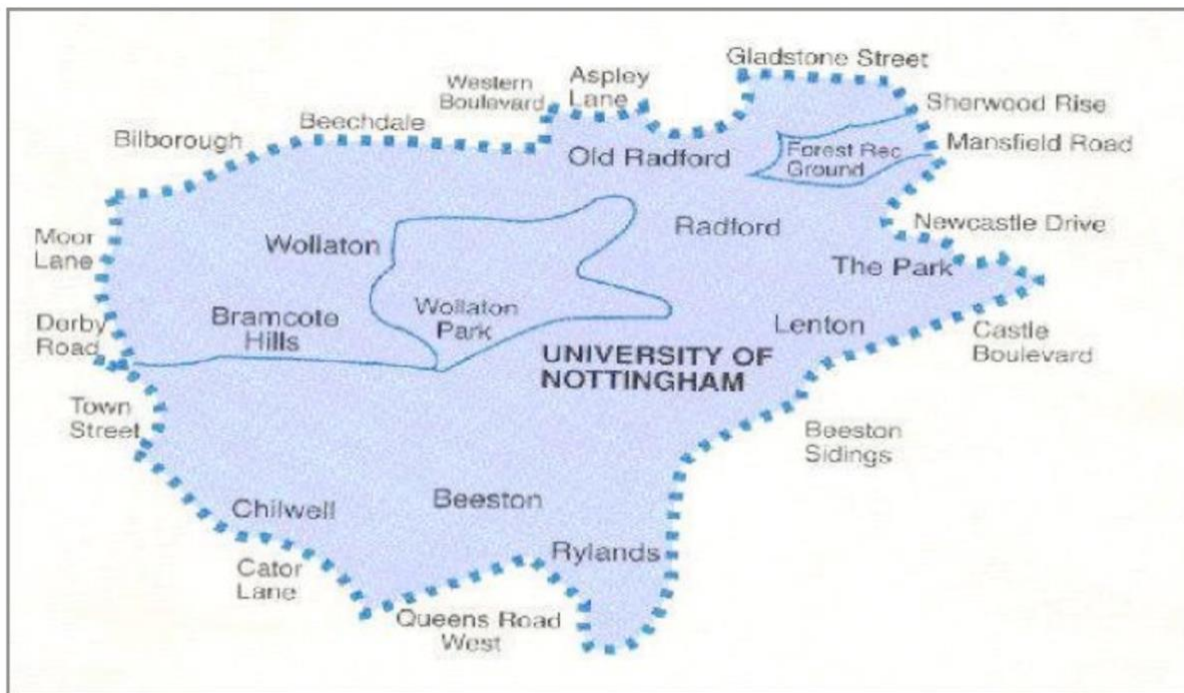 Gladstone Street
Western
Boulevard
Aspley
Lane
Sherwood Rise
Beechdale
Bilborough
Mansfield Road
Old Radford
Forest Rec
Ground
Moor
Lane
Wollaton
Radford
Newcastle Drive
The Park
Derby
Road
Bramcote
Hills
Wollaton
Park
Lenton
Castle
Boulevard
UNIVERSITY OF
NOTTINGHAM
Town
Street
Beeston
Sidings
Chilwell
Beeston
Rylands
Cator
Lane
Queens Road
West